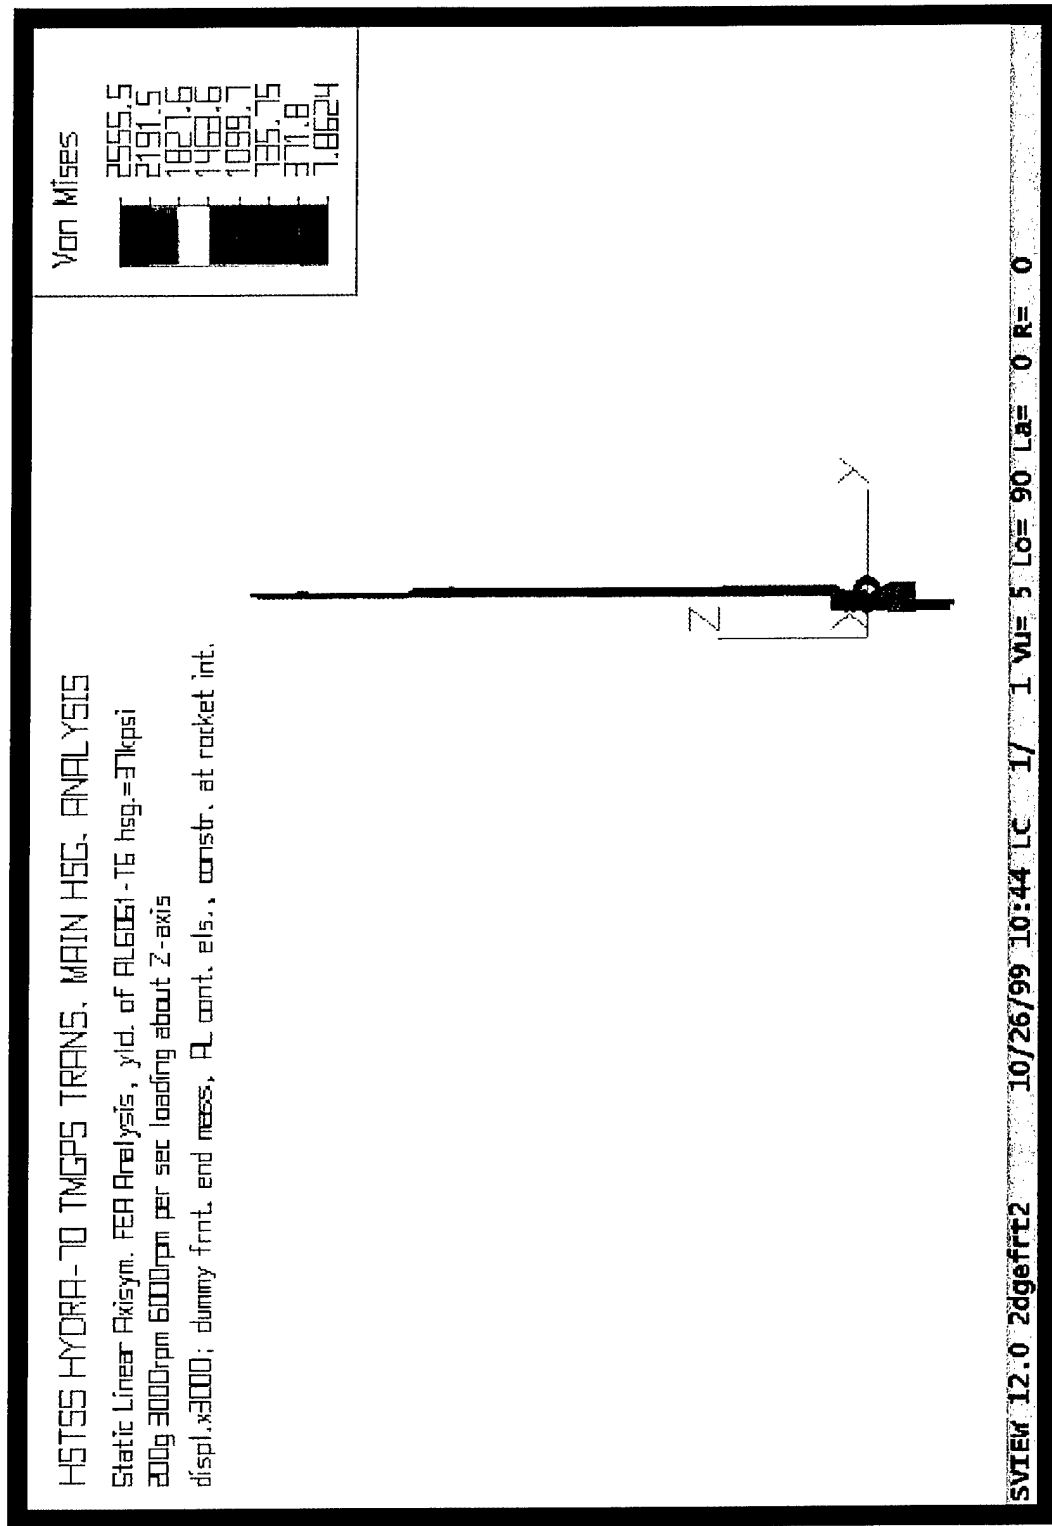 HSTSS HYDRA-70 TMGPS TRANS. MAIN HSG. ANALYSIS
Static Linear Axisym. FEA Analysis, yld. of AL6061-T6 hsg.=37kpsi
200g 3000rpm 6000rpm per sec loading about Z-axis
displ.x3000; dummy frnt. end mass, AL cont. els., constr. at rocket int.
Von Mises
2555.5
2191.5
1827.6
1463.6
1099.7
735.75
371.8
7.8624
Z
Y
X
SVIEW 12.0 2dgefrt2 10/26/99 10:44 LC 1/ 1 Vu= 5 Lo= 90 La= 0 R= 0